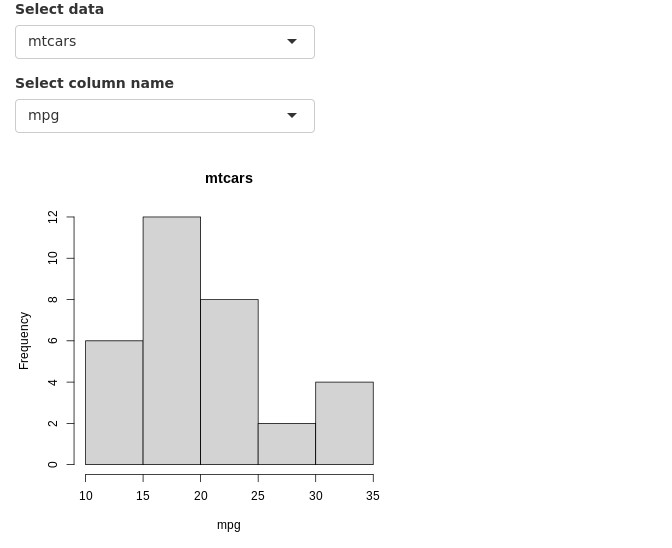 Select data
mtcars
Select column name
mpg
mtcars
Frequency
12
10
8
6
4
2
0
10 15 20 25 30 35
mpg